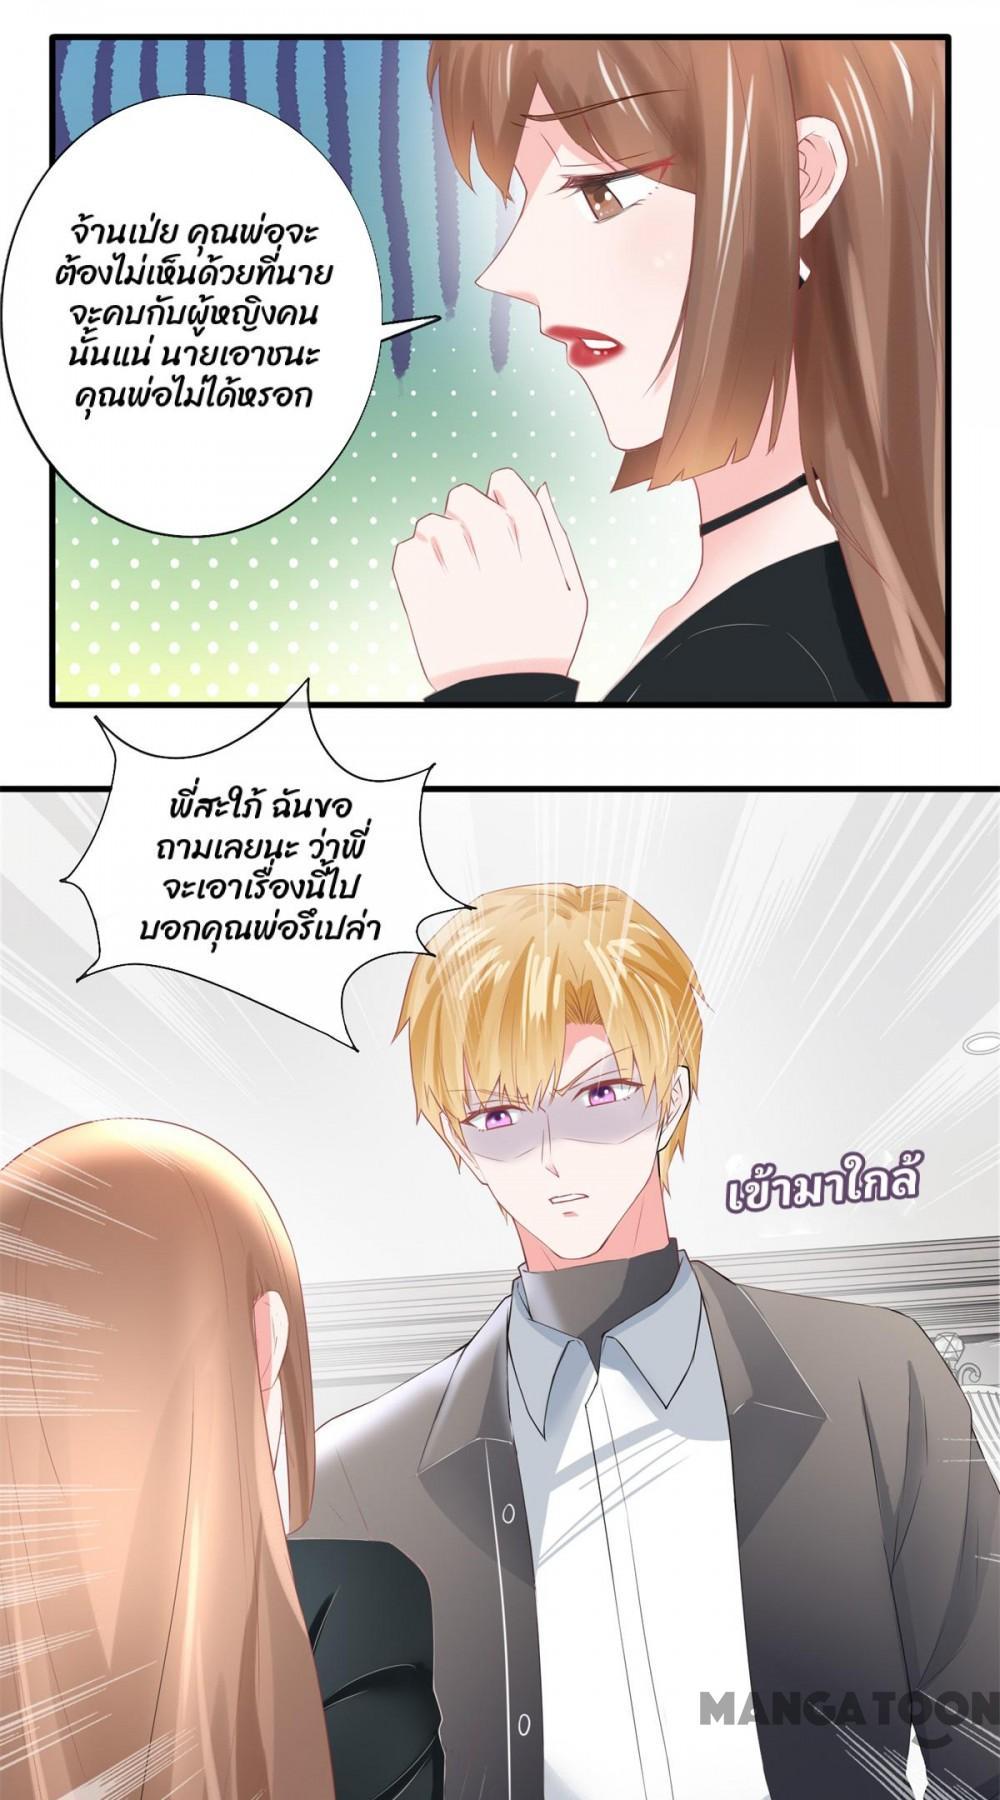 จ้านเป่ย คุณพ่อจะ
ต้องไม่เห็นด้วยที่นาย
จะคบกับผู้หญิงคน
นั้นแน่ นายเอาชนะ
คุณพ่อไม่ได้หรอก
พี่สะใภ้ ฉันขอ
ถามเลยนะ ว่าพี่
จะเอาเรื่องนี้ไป
บอกคุณพ่อรึเปล่า
เข้ามาใกล้
MANGATOON